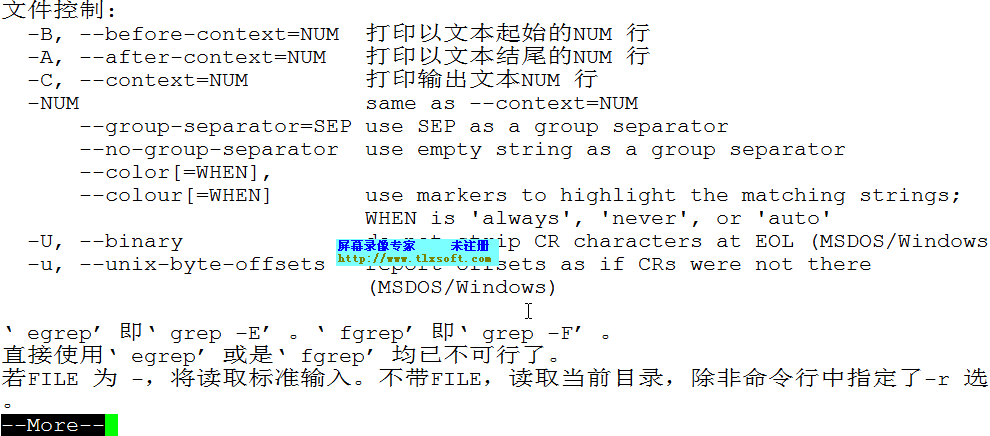 文件控制:
-B, --before-context=NUM 打印以文本起始的NUM 行
-A, --after-context=NUM 打印以文本结尾的NUM 行
-C, --context=NUM 打印输出文本NUM 行
-NUM same as --context=NUM
--group-separator=SEP use SEP as a group separator
--no-group-separator use empty string as a group separator
--color[=WHEN],
--colour[=WHEN] use markers to highlight the matching strings;
WHEN is 'always', 'never', or 'auto'
-U, --binary strip CR characters at EOL (MSDOS/Windows
屏幕录像专家 未注册
http://www.tlxsoft.com
-u, --unix-byte-offsets report offsets as if CRs were not there
(MSDOS/Windows)
‘egrep’即‘grep -E’。‘fgrep’即‘grep -F’。
直接使用‘egrep’或是‘fgrep’均已不可行了。
若FILE 为 -，将读取标准输入。不带FILE，读取当前目录，除非命令行中指定了-r 选
。
--More--